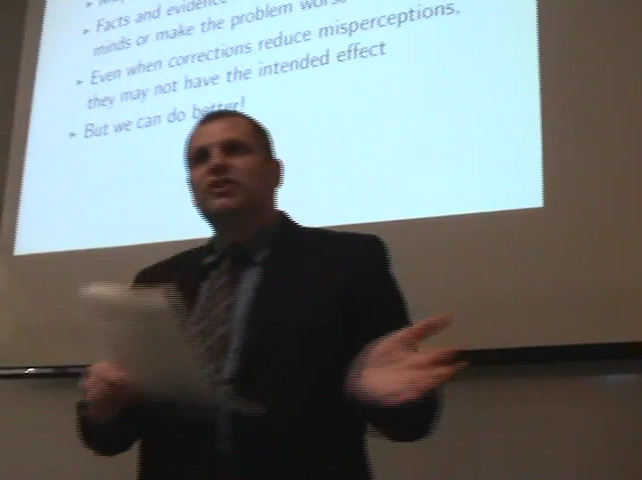 Facts and evidence
minds or make the problem
Even when corrections reduce misperceptions,
they may not have the intended effect
But we can do better!